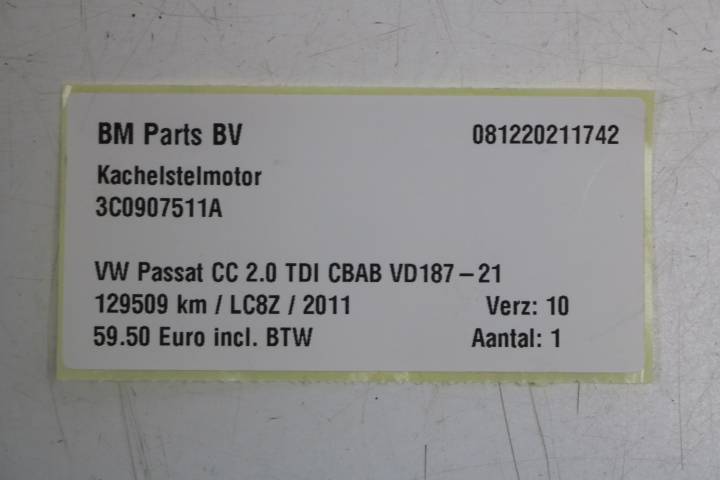 BM Parts BV 081220211742
Kachelstelmotor
3C0907511A
VW Passat CC 2.0 TDI CBAB VD187-21
129509 km / LC8Z / 2011 Verz: 10
59.50 Euro incl. BTW Aantal: 1